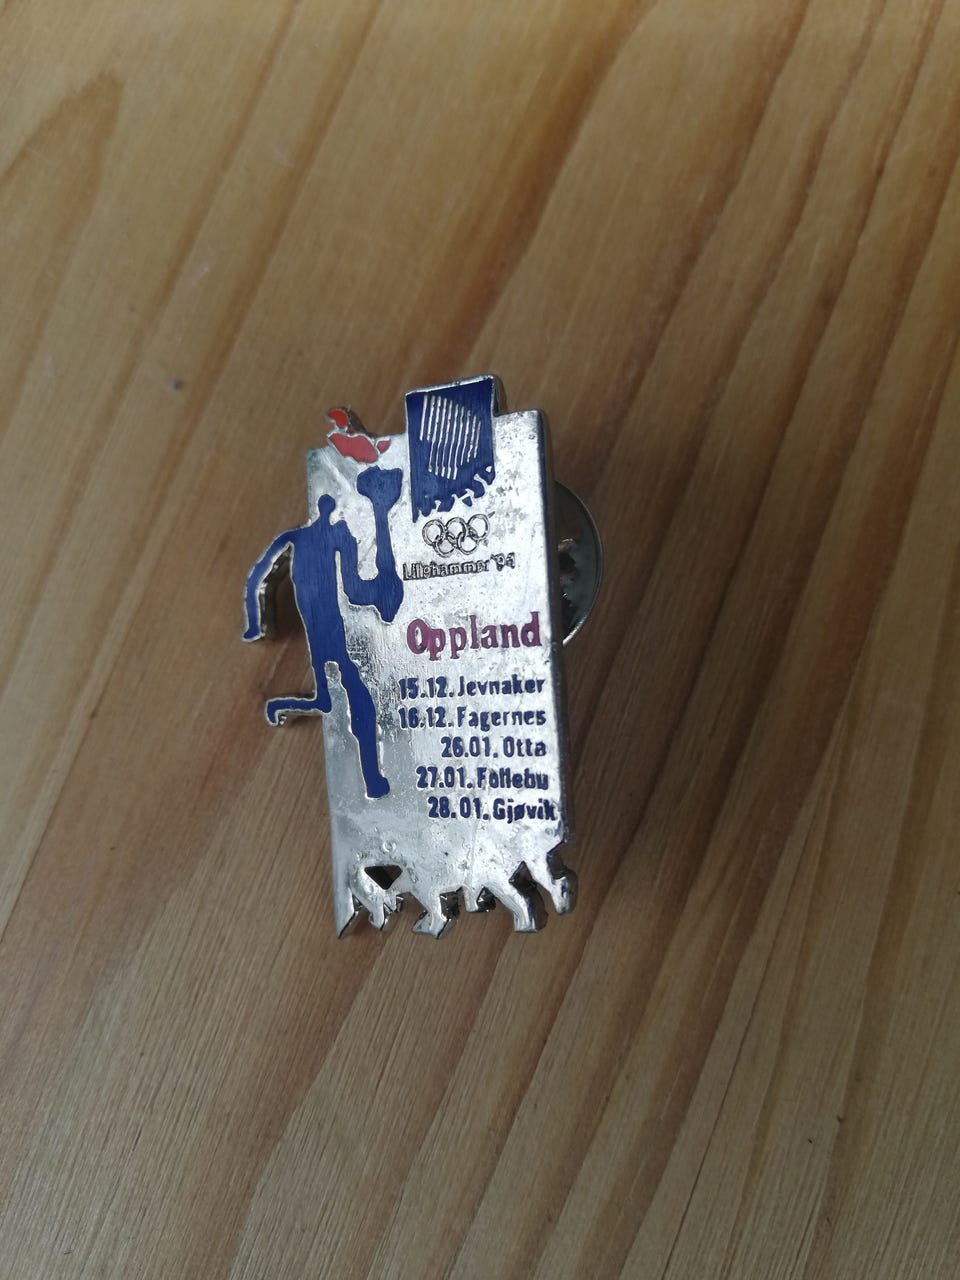 Lillehammer '94
Oppland
15.12. Jevnaker
16.12. Fagernes
26.01. Otta
27.01. Follebu
28.01. Gjøvik